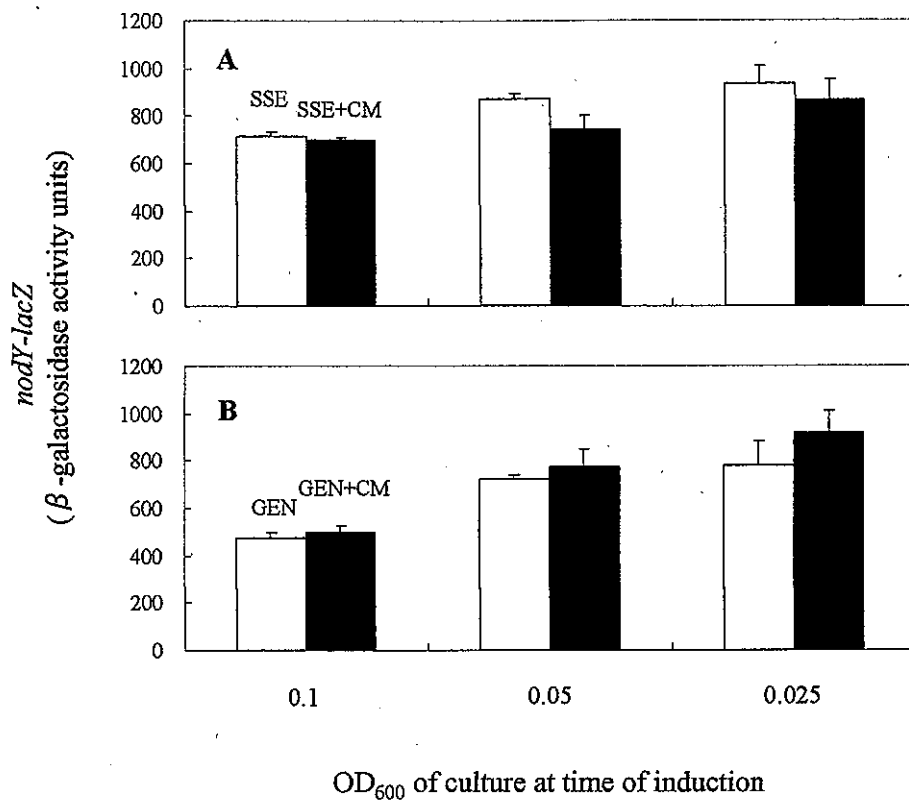 1200
1000
800
600
400
200
0
A
SSE
SSE+CM
nodY-lacZ
(β-galactosidase activity units)
1200
1000
800
600
400
200
0
B
GEN
GEN+CM
0.1
0.05
0.025
OD600 of culture at time of induction